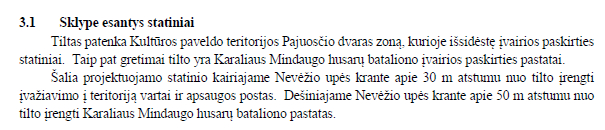 3.1 Sklype esantys statiniai
Tiltas patenka Kultūros paveldo teritorijos Pajuosčio dvaras zoną, kurioje išsidėstę įvairios paskirties
statiniai. Taip pat gretimai tilto yra Karaliaus Mindaugo husarų bataliono įvairios paskirties pastatai.
Šalia projektuojamo statinio kairiajame Nevėžio upės krante apie 30 m atstumu nuo tilto įrengti
įvažiavimo į teritoriją vartai ir apsaugos postas. Dešiniajame Nevėžio upės krante apie 50 m atstumu nuo
tilto įrengti Karaliaus Mindaugo husarų bataliono pastatas.